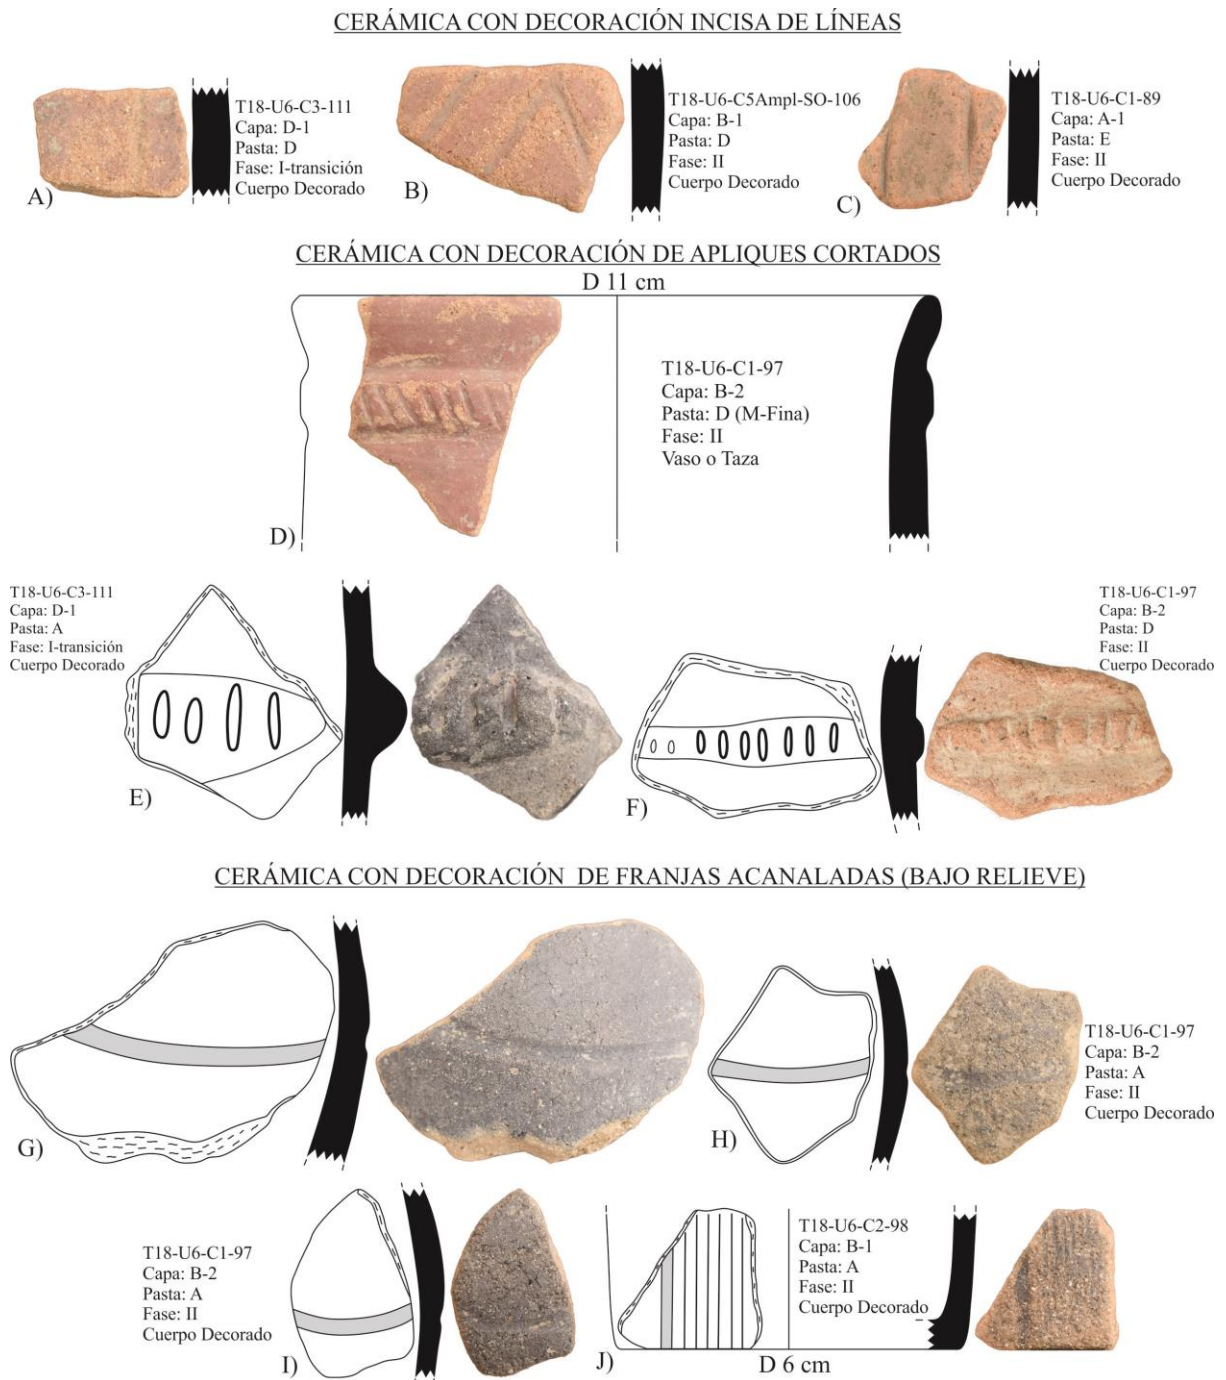 CERÁMICA CON DECORACIÓN INCISA DE LÍNEAS
T18-U6-C3-111
Capa: D-1
Pasta: D
Fase: I-transición
Cuerpo Decorado
A)
T18-U6-C5Ampl-SO-106
Capa: B-1
Pasta: D
Fase: II
Cuerpo Decorado
B)
T18-U6-C1-89
Capa: A-1
Pasta: E
Fase: II
Cuerpo Decorado
C)
CERÁMICA CON DECORACIÓN DE APLIQUES CORTADOS
D 11 cm
T18-U6-C1-97
Capa: B-2
Pasta: D (M-Fina)
Fase: II
Vaso o Taza
D)
T18-U6-C3-111
Capa: D-1
Pasta: A
Fase: I-transición
Cuerpo Decorado
E)
T18-U6-C1-97
Capa: B-2
Pasta: D
Fase: II
Cuerpo Decorado
F)
CERÁMICA CON DECORACIÓN DE FRANJAS ACANALADAS (BAJO RELIEVE)
G)
T18-U6-C1-97
Capa: B-2
Pasta: A
Fase: II
Cuerpo Decorado
H)
T18-U6-C1-97
Capa: B-2
Pasta: A
Fase: II
Cuerpo Decorado
I)
T18-U6-C2-98
Capa: B-1
Pasta: A
Fase: II
Cuerpo Decorado
J)
D 6 cm